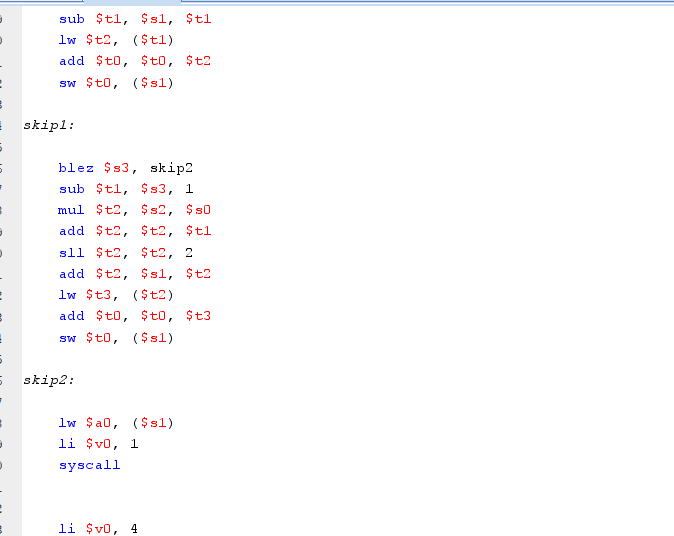 sub $t1, $s1, $t1
lw $t2, ($t1)
add $t0, $t0, $t2
sw $t0, ($s1)
skip1:
blez $s3, skip2
sub $t1, $s3, 1
mul $t2, $s2, $s0
add $t2, $t2, $t1
sll $t2, $t2, 2
add $t2, $s1, $t2
lw $t3, ($t2)
add $t0, $t0, $t3
sw $t0, ($s1)
skip2:
lw $a0, ($s1)
li $v0, 1
syscall
li $v0, 4